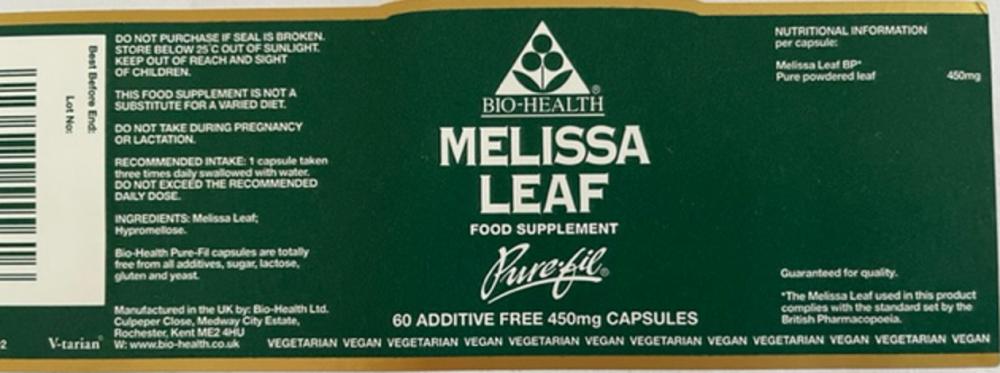 Best Before End:
Lot No:
DO NOT PURCHASE IF SEAL IS BROKEN.
STORE BELOW 25°C OUT OF SUNLIGHT.
KEEP OUT OF REACH AND SIGHT
OF CHILDREN.
THIS FOOD SUPPLEMENT IS NOT A
SUBSTITUTE FOR A VARIED DIET.
DO NOT TAKE DURING PREGNANCY
OR LACTATION.
RECOMMENDED INTAKE: 1 capsule taken
three times daily swallowed with water.
DO NOT EXCEED THE RECOMMENDED
DAILY DOSE.
INGREDIENTS: Melissa Leaf;
Hypromellose.
Bio-Health Pure-Fil capsules are totally
free from all additives, sugar, lactose,
gluten and yeast.
Manufactured in the UK by: Bio-Health Ltd.
Culpeper Close, Medway City Estate,
Rochester, Kent ME2 4HU
W: www.bio-health.co.uk
2
V-tarian®
BIO-HEALTH®
MELISSA
LEAF
FOOD SUPPLEMENT
Pure-fil®
60 ADDITIVE FREE 450mg CAPSULES
VEGETARIAN VEGAN VEGETARIAN VEGAN VEGETARIAN VEGAN VEGETARIAN VEGAN VEGETARIAN VEGAN VEGETARIAN VEGAN
NUTRITIONAL INFORMATION
per capsule:
Melissa Leaf BP*
Pure powdered leaf 450mg
Guaranteed for quality.
*The Melissa Leaf used in this product
complies with the standard set by the
British Pharmacopoeia.